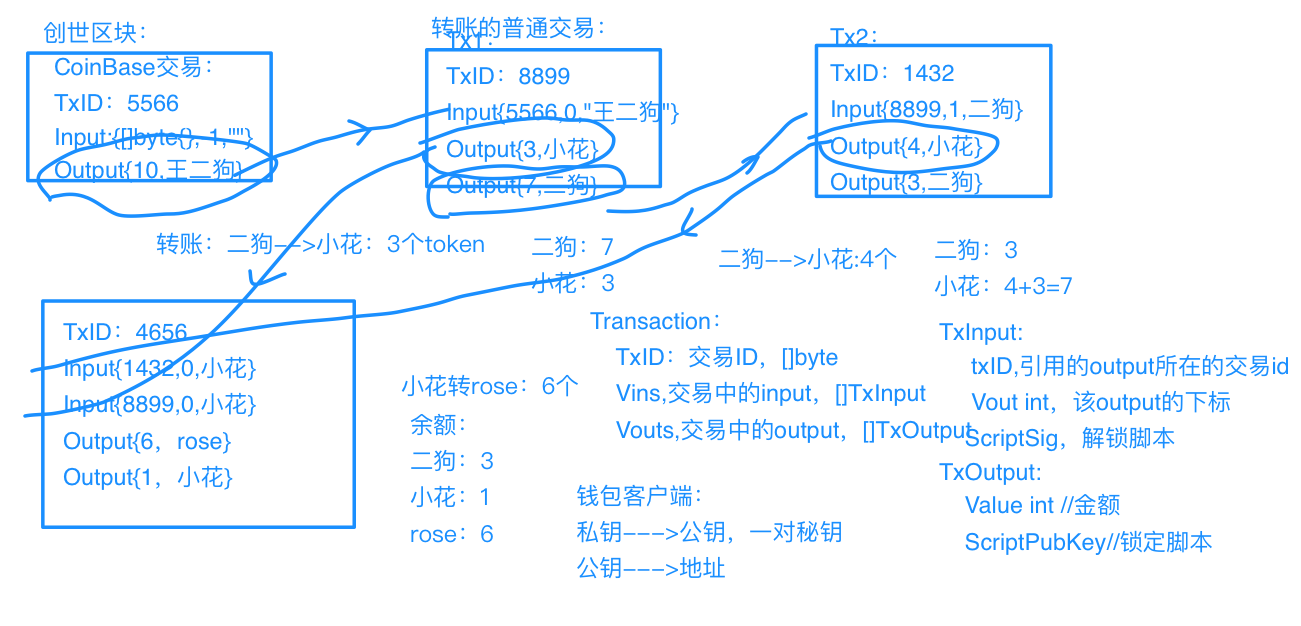 创世区块：
CoinBase交易：
TxID：5566
Input:{[]byte{}, 1,""}
Output{10,王二狗}
转账的普通交易：
Tx1：
TxID：8899
Input{5566,0,"王二狗"}
Output{3,小花}
Output{7,二狗}
Tx2：
TxID：1432
Input{8899,1,二狗}
Output{4,小花}
Output{3,二狗}
转账：二狗-->小花：3个token
二狗：7
小花：3
二狗-->小花:4个
二狗：3
小花：4+3=7
TxID：4656
Input{1432,0,小花}
Input{8899,0,小花}
Output{6，rose}
Output{1，小花}
小花转rose：6个
余额：
二狗：3
小花：1
rose：6
Transaction：
TxID：交易ID，[]byte
Vins,交易中的input，[]TxInput
Vouts,交易中的output，[]TxOutput
钱包客户端：
私钥--->公钥，一对秘钥
公钥--->地址
TxInput:
txID,引用的output所在的交易id
Vout int，该output的下标
ScriptSig，解锁脚本
TxOutput:
Value int //金额
ScriptPubKey//锁定脚本